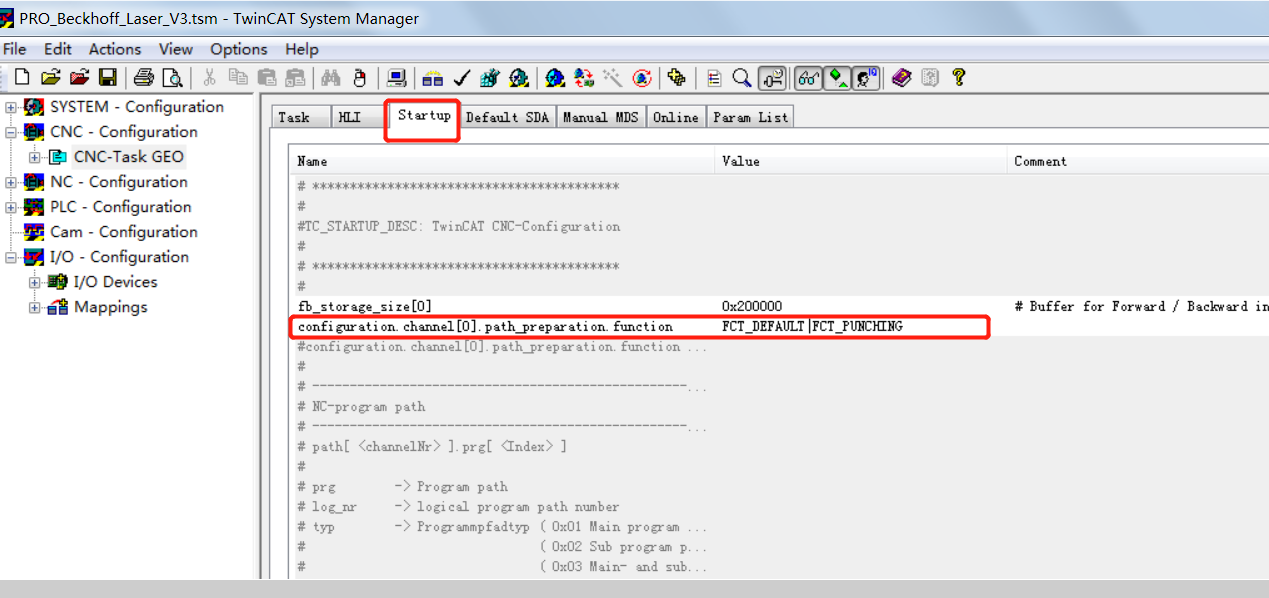 PRO_Beckhoff_Laser_V3.tsm - TwinCAT System Manager
File Edit Actions View Options Help
SYSTEM - Configuration
CNC - Configuration
CNC-Task GEO
NC - Configuration
PLC - Configuration
Cam - Configuration
I/O - Configuration
I/O Devices
Mappings
Task HLI Startup Default SDA Manual MDS Online Param List
Name Value Comment
# *****************************************
#
#TC_STARTUP_DESC: TwinCAT CNC-Configuration
#
# *****************************************
#
fb_storage_size[0] 0x200000 # Buffer for Forward / Backward in
configuration.channel[0].path_preparation.function FCT_DEFAULT|FCT_PUNCHING
#configuration.channel[0].path_preparation.function ...
#
# --------------------------------------------------...
# NC-program path
# --------------------------------------------------...
# path[ <channelNr> ].prg[ <Index> ]
#
# prg -> Program path
# log_nr -> logical program path number
# typ -> Programmpfadtyp ( 0x01 Main program ...
# ( 0x02 Sub program p...
# ( 0x03 Main- and sub...